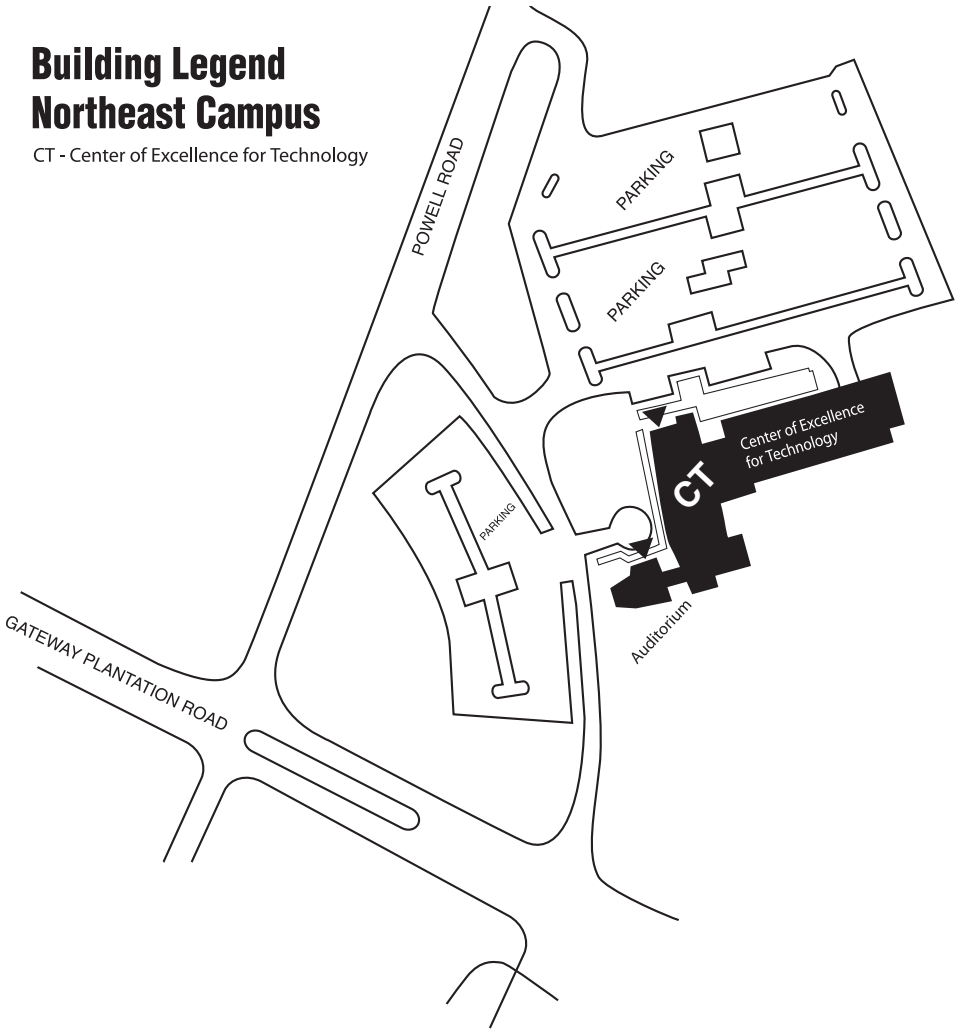 Building Legend
Northeast Campus
CT - Center of Excellence for Technology
POWELL ROAD
PARKING
PARKING
Center of Excellence
for Technology
CT
PARKING
Auditorium
GATEWAY PLANTATION ROAD